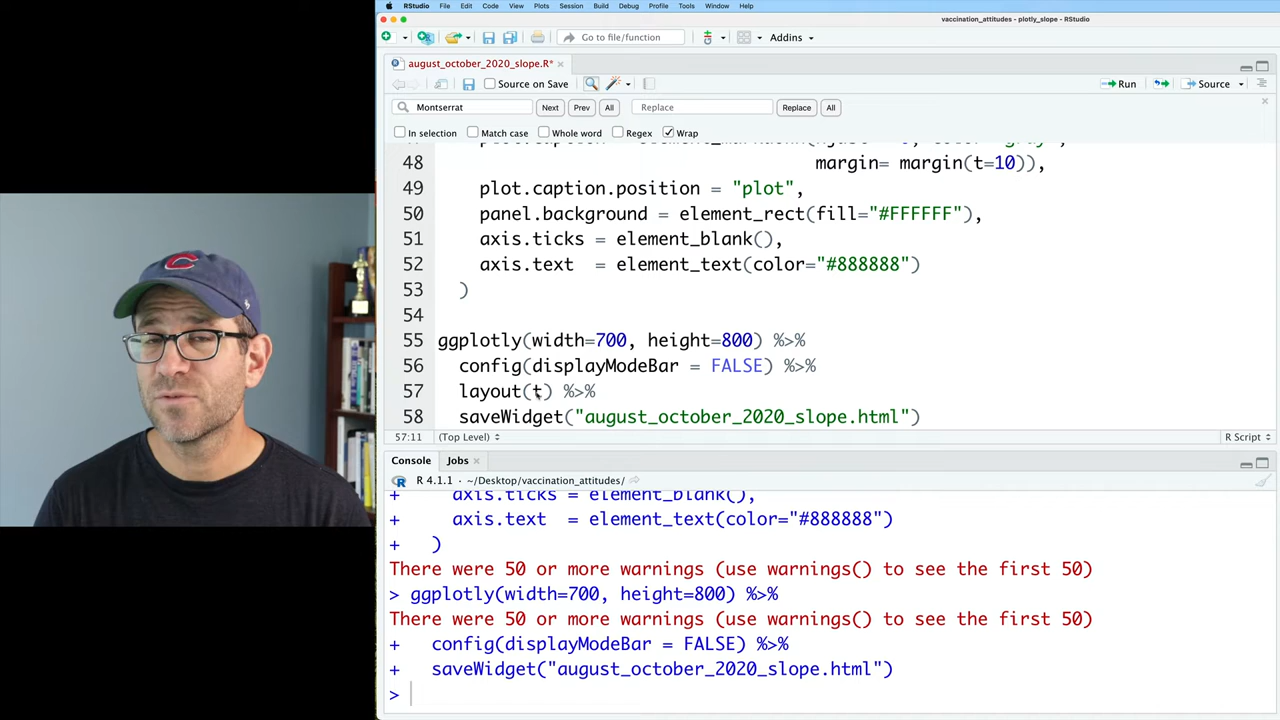 RStudio File Edit Code View Plots Session Build Debug Profile Tools Window Help
vaccination_attitudes - plotly_slope - RStudio
Go to file/function Addins
august_october_2020_slope.R*
Source on Save Run Source
Montserrat Next Prev All Replace Replace All
In selection Match case Whole word Regex Wrap
48 margin= margin(t=10)),
49 plot.caption.position = "plot",
50 panel.background = element_rect(fill="#FFFFFF"),
51 axis.ticks = element_blank(),
52 axis.text = element_text(color="#888888")
53 )
54
55 ggplotly(width=700, height=800) %>%
56 config(displayModeBar = FALSE) %>%
57 layout(t) %>%
58 saveWidget("august_october_2020_slope.html")
57:11 (Top Level) R Script
Console Jobs
R 4.1.1 · ~/Desktop/vaccination_attitudes/
+ axis.ticks = element_blank(),
+ axis.text = element_text(color="#888888")
+ )
There were 50 or more warnings (use warnings() to see the first 50)
> ggplotly(width=700, height=800) %>%
There were 50 or more warnings (use warnings() to see the first 50)
+ config(displayModeBar = FALSE) %>%
+ saveWidget("august_october_2020_slope.html")
>